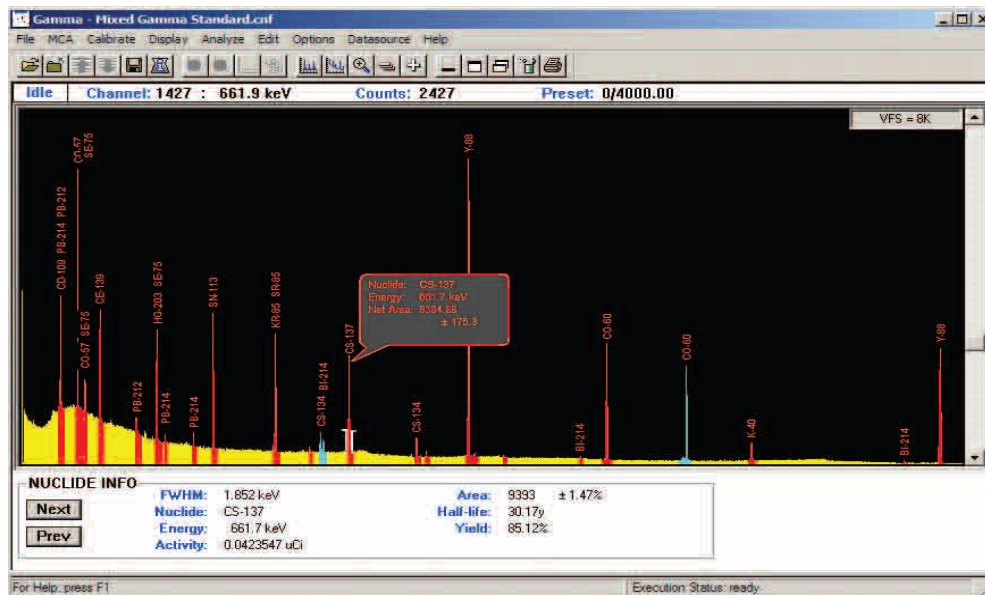 Gamma - Mixed Gamma Standard.cnf
File MCA Calibrate Display Analyze Edit Options Datasource Help
Idle Channel: 1427 : 661.9 keV Counts: 2427 Preset: 0/4000.00
VFS = 8K
CD-109 PB-214 PB-212
CO-57 SE-75
CO-57 SE-75
CE-139
PB-212
HG-203 SE-75
PB-214
PB-214
SN-113
KR-85 SR-85
CS-134 BI-214
CS-137
Nuclide: CS-137
Energy: 661.7 keV
Net Area: 9384.88
± 175.3
CS-134
Y-88
BI-214
CO-60
CO-60
K-40
BI-214
Y-88
NUCLIDE INFO
Next
Prev
FWHM: 1.852 keV
Nuclide: CS-137
Energy: 661.7 keV
Activity: 0.0423547 uCi
Area: 9393 ± 1.47%
Half-life: 30.17y
Yield: 85.12%
For Help, press F1
Execution Status: ready